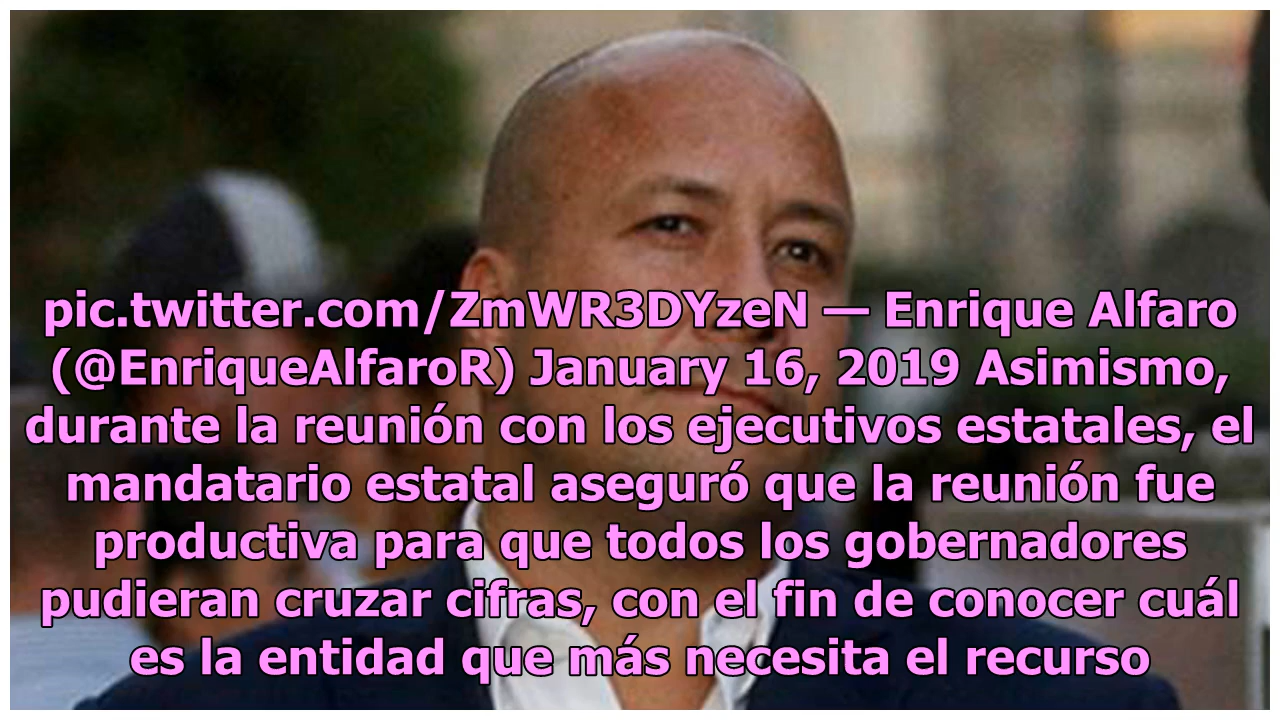 pic.twitter.com/ZmWR3DYzeN — Enrique Alfaro
(@EnriqueAlfaroR) January 16, 2019 Asimismo,
durante la reunión con los ejecutivos estatales, el
mandatario estatal aseguró que la reunión fue
productiva para que todos los gobernadores
pudieran cruzar cifras, con el fin de conocer cuál
es la entidad que más necesita el recurso